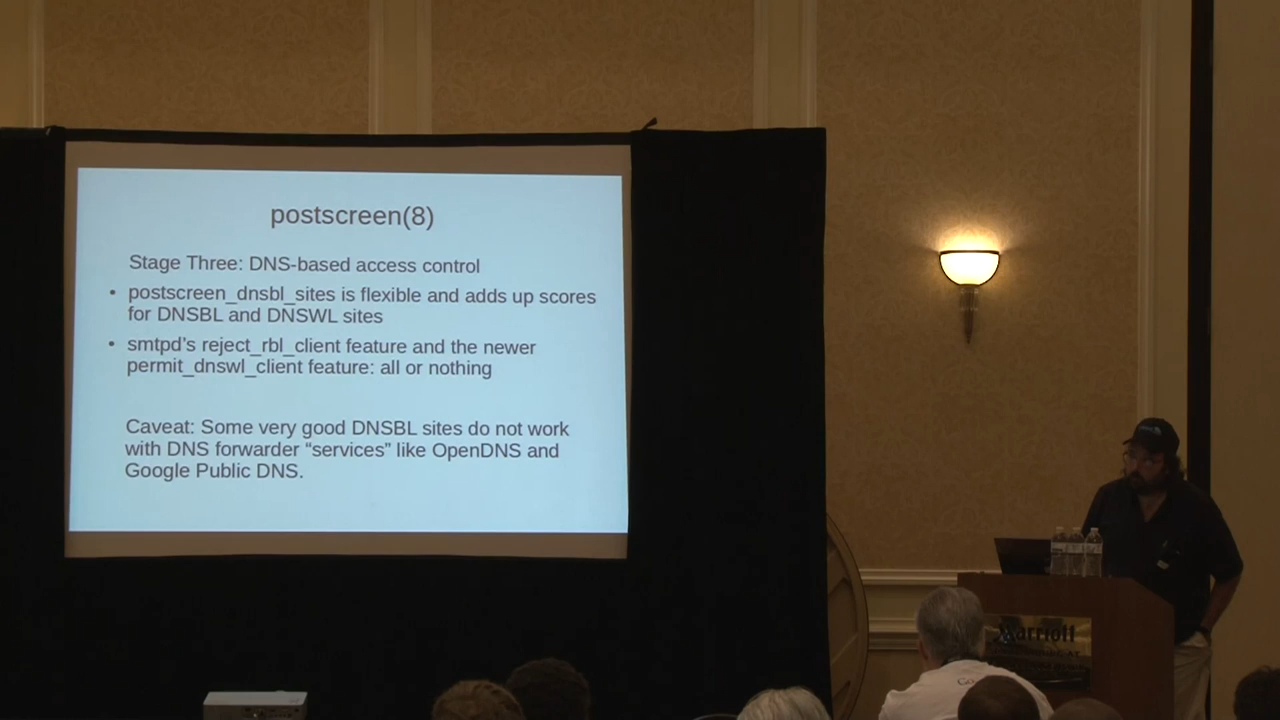 postscreen(8)
Stage Three: DNS-based access control
• postscreen_dnsbl_sites is flexible and adds up scores
for DNSBL and DNSWL sites
• smtpd's reject_rbl_client feature and the newer
permit_dnswl_client feature: all or nothing
Caveat: Some very good DNSBL sites do not work
with DNS forwarder “services” like OpenDNS and
Google Public DNS.
Marriott